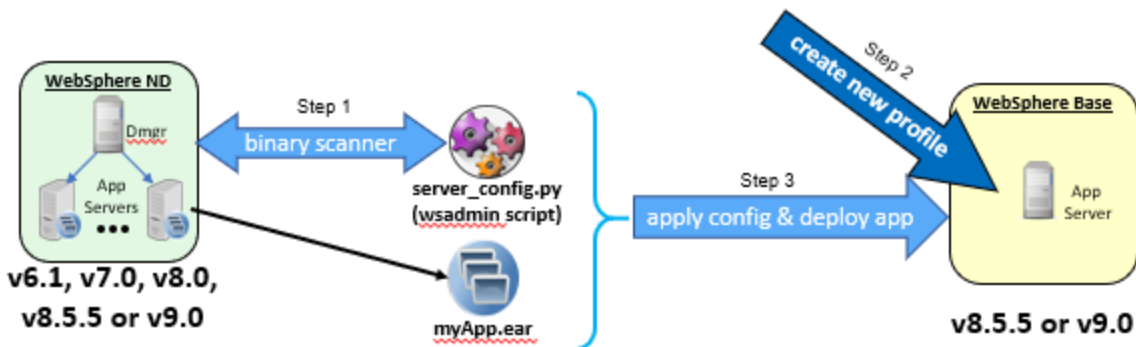 WebSphere ND
Dmgr
App
Servers
•••
v6.1, v7.0, v8.0,
v8.5.5 or v9.0
Step 1
binary scanner
server_config.py
(wsadmin script)
myApp.ear
Step 2
create new profile
Step 3
apply config & deploy app
WebSphere Base
App
Server
v8.5.5 or v9.0